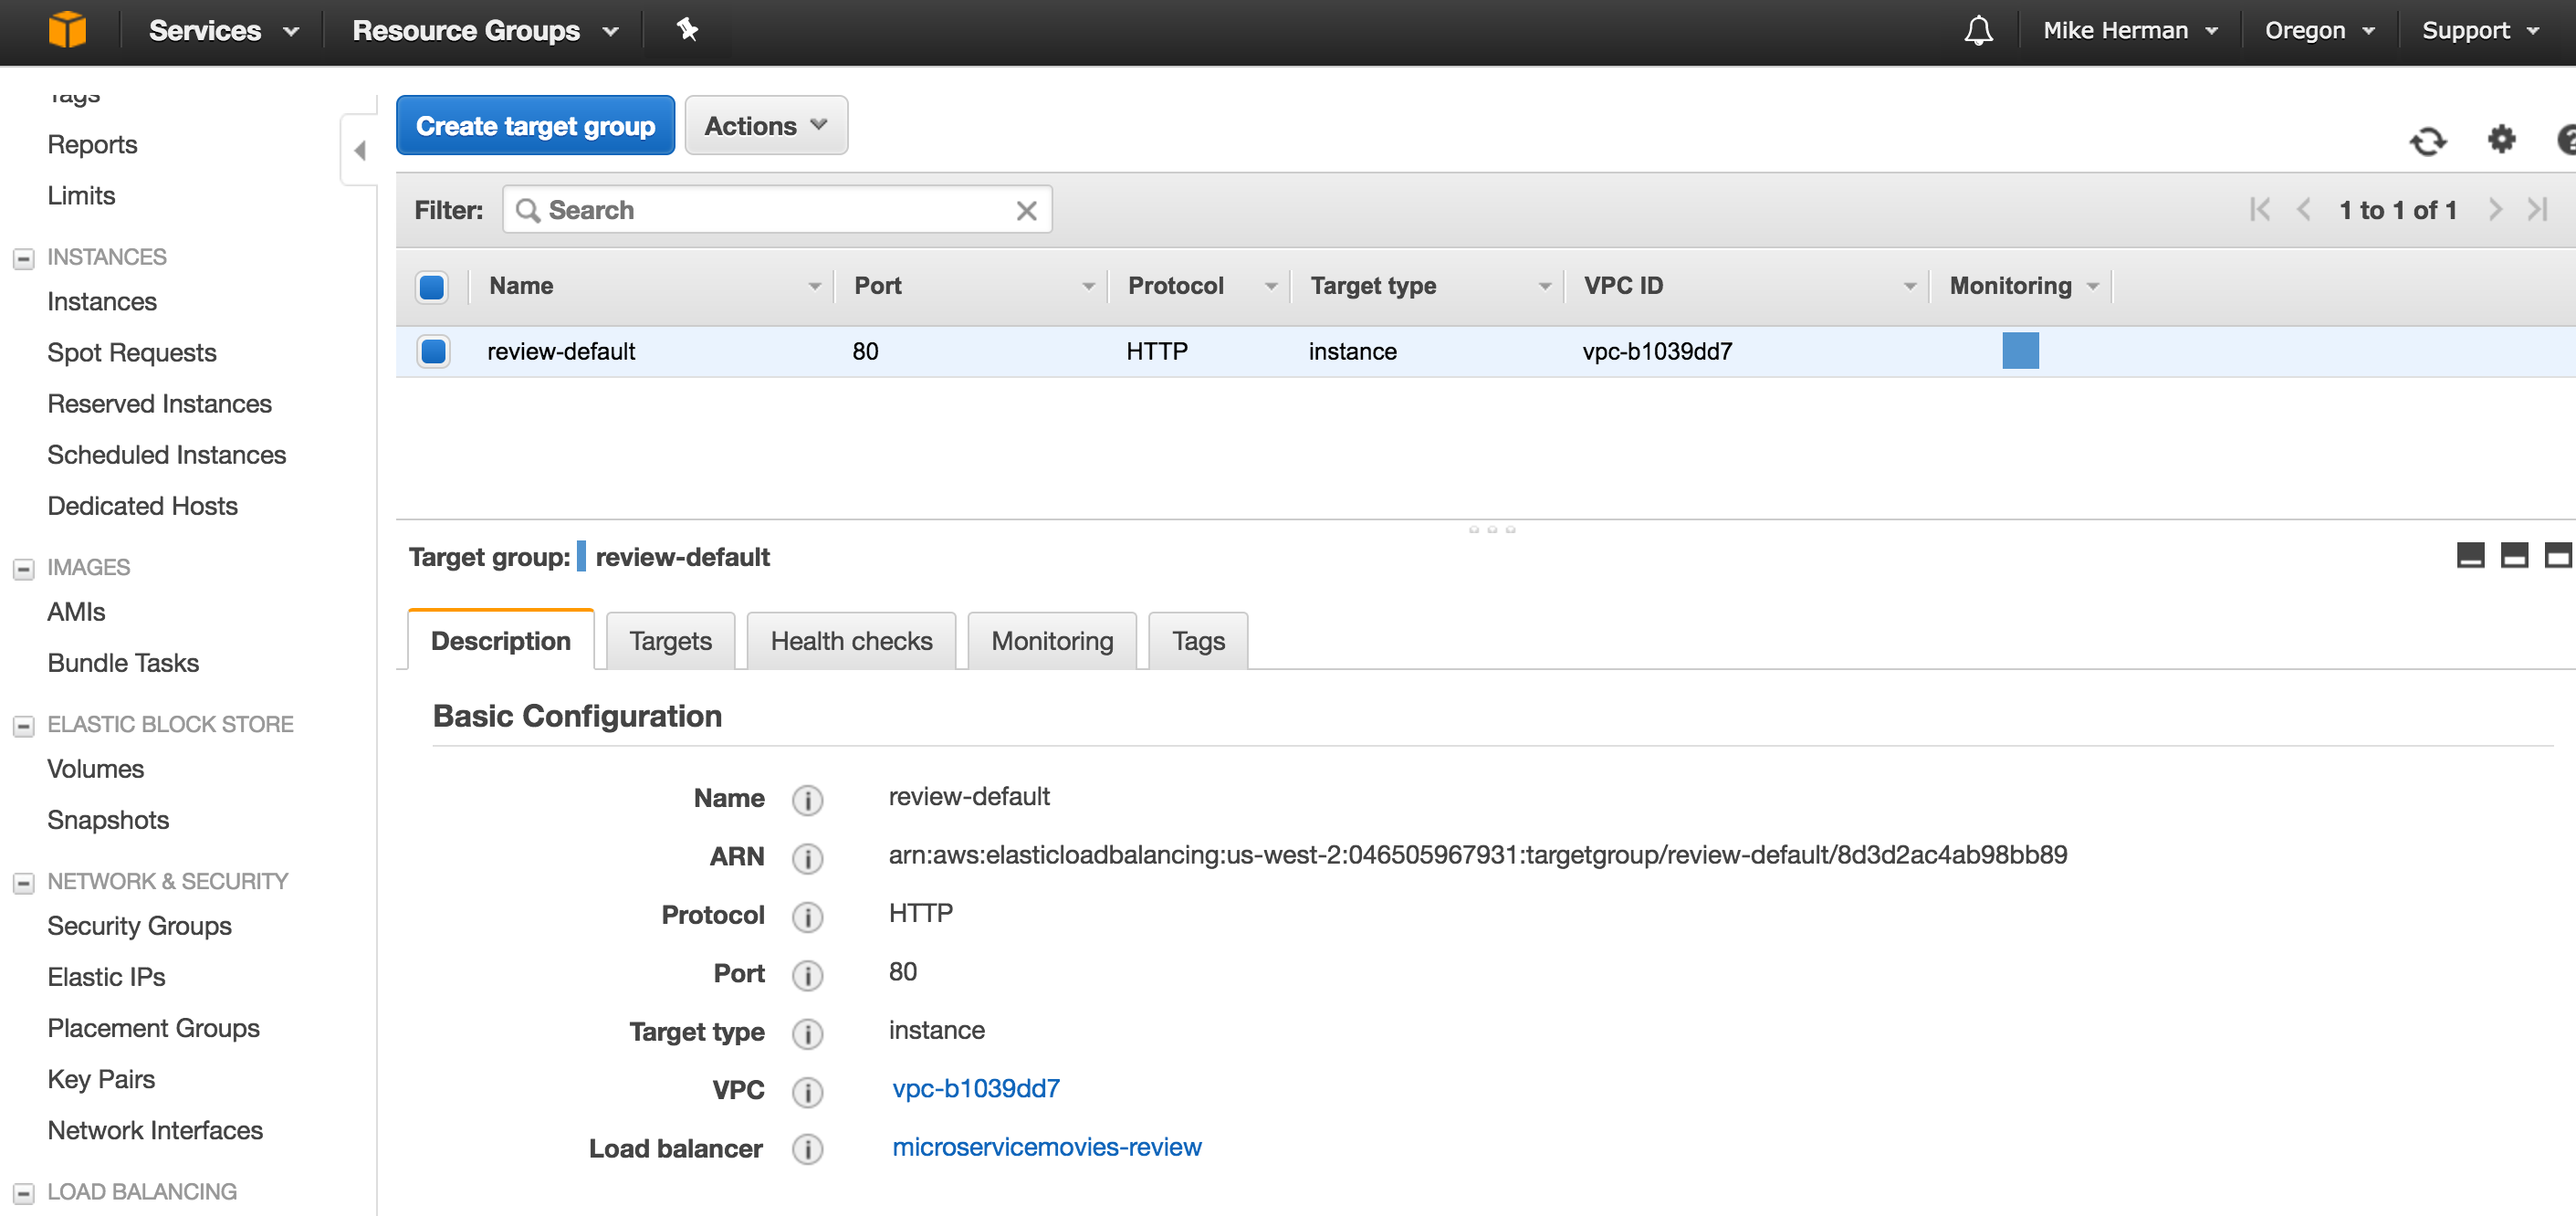 Services Resource Groups Mike Herman Oregon Support
Tags
Reports
Limits
INSTANCES
Instances
Spot Requests
Reserved Instances
Scheduled Instances
Dedicated Hosts
IMAGES
AMIs
Bundle Tasks
ELASTIC BLOCK STORE
Volumes
Snapshots
NETWORK & SECURITY
Security Groups
Elastic IPs
Placement Groups
Key Pairs
Network Interfaces
LOAD BALANCING
Create target group Actions
Filter: Search 1 to 1 of 1
Name Port Protocol Target type VPC ID Monitoring
review-default 80 HTTP instance vpc-b1039dd7
Target group: review-default
Description Targets Health checks Monitoring Tags
Basic Configuration
Name review-default
ARN arn:aws:elasticloadbalancing:us-west-2:046505967931:targetgroup/review-default/8d3d2ac4ab98bb89
Protocol HTTP
Port 80
Target type instance
VPC vpc-b1039dd7
Load balancer microservicemovies-review